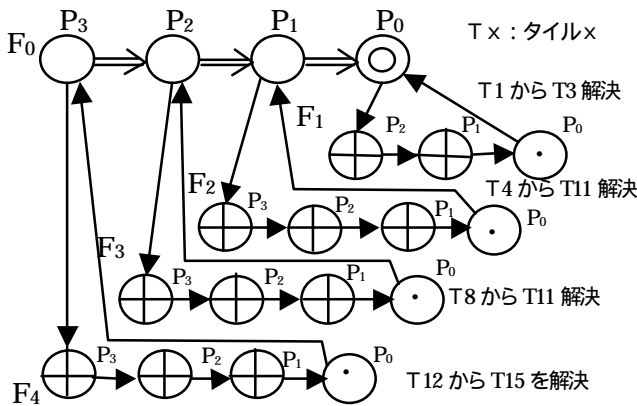 P3 P2 P1 P0
F0
Tx：タイルx
T1 から T3 解決
F1
P2 P1 P0
T4 から T11 解決
F2
P3 P2 P1 P0
F3
P3 P2 P1 P0
T8 から T11 解決
P3 P2 P1 P0
F4
T12 から T15 を解決